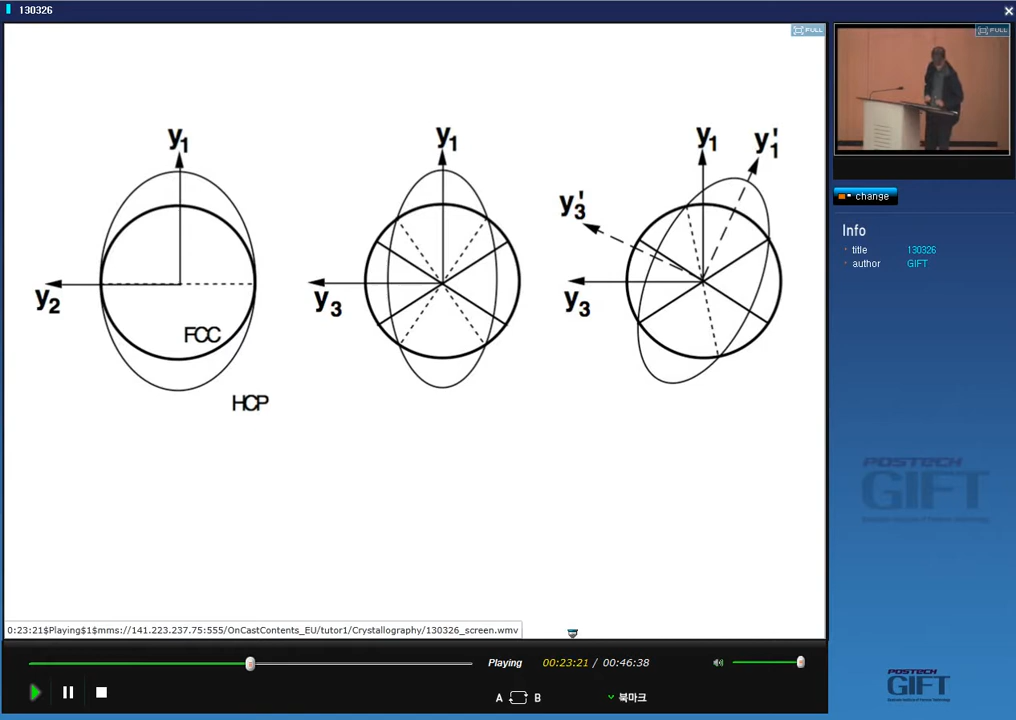 130326
FULL
FULL
y1
y2
FCC
HCP
y1
y3
y1
y1'
y3'
y3
change
Info
title 130326
author GIFT
POSTECH
GIFT
0:23:21$Playing$1$mms://141.223.237.75:555/OnCastContents_EU/tutor1/Crystallography/130326_screen.wmv
Playing 00:23:21 / 00:46:38
A B 북마크
POSTECH
GIFT